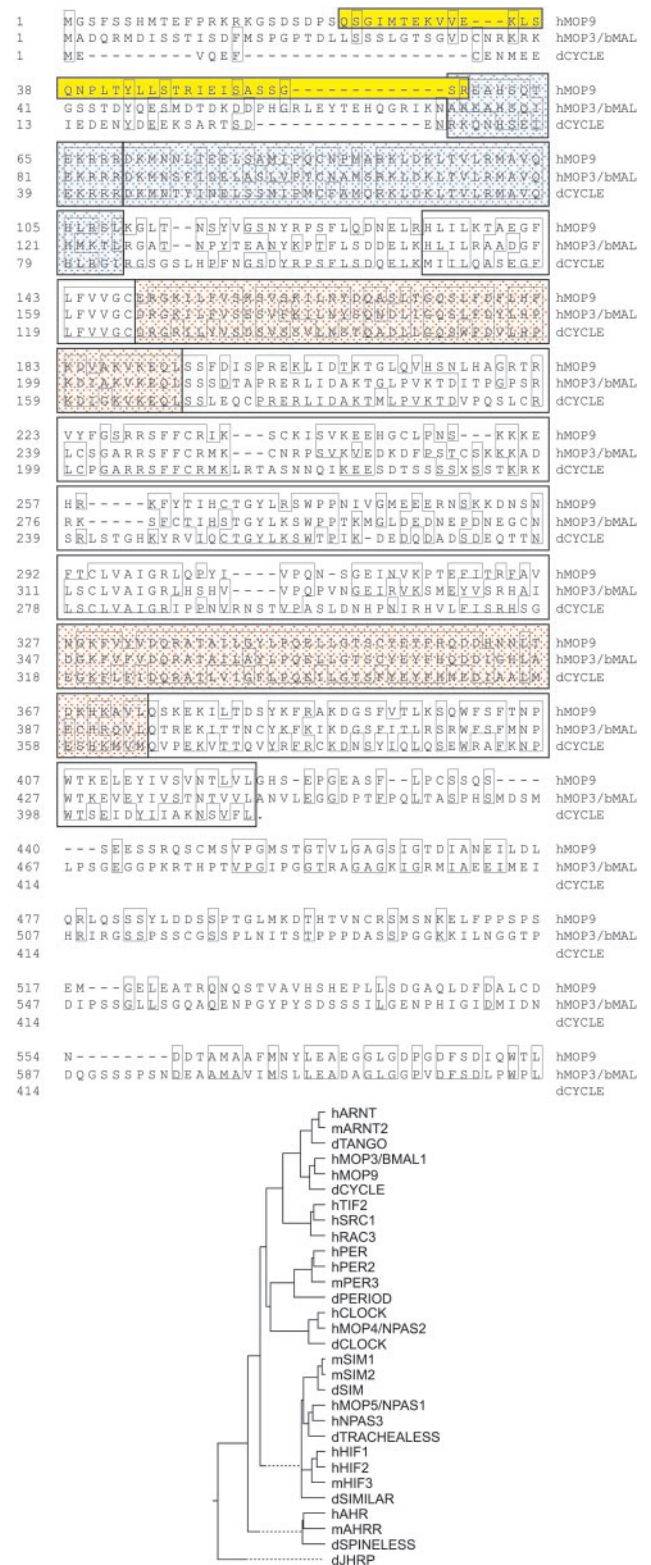 1 MGSFSSHMTEFPRKRKGSDSDPSQSGIMTEKVVE---KLS hMOP9
1 MADQRMDISSTISDFMSPGPTDLLSSSLGTSGVDCNRKRK hMOP3/bMAL
1 ME------VQEF-----------------------CENMEE dCYCLE
38 QNPLTYLLSTRIEISASSG-------------SREAHSQT hMOP9
41 GSSTDYQESMDTDKDDPHGRLEYTEHQGRIKNAREAHSQI hMOP3/bMAL
13 IEDENYDEEKSARTSD--------------ENRKQNHSEI dCYCLE
65 EKRRRDKMNNLIEELSAMIPQCNPMARKLDKLTVLRMAVQ hMOP9
81 EKRRRDKMNSFIDELASLVPTCNAMSRKLDKLTVLRMAVQ hMOP3/bMAL
39 EKRRRDKMNTYINELSSMIPMCFAMQRKLDKLTVLRMAVQ dCYCLE
105 HLRSLKGLT--NSYVGSNYRPSFLQDNELRHLILKTAEGF hMOP9
121 HMKTLRGAT--NPYTEANYKPTFLSDDELKHLILRAADGF hMOP3/bMAL
79 HLRGIRGSGSLHPFNGSDYRPSFLSDQELKMIILQASEGF dCYCLE
143 LFVVGCERGKILFVSKSVSKILNYDQASLTGQSLFDFLHP hMOP9
159 LFVVGCDRGKILFVSESVFKILNYSQNDLIGQSLFDYLHP hMOP3/bMAL
119 LFVVGCDRGRILYVSDSVSSVLNSTQADLLGQSWFDVLHP dCYCLE
183 KDVAKVKEQLSSFDISPREKLIDTKTGLQVHSNLHAGRTR hMOP9
199 KDIAKVKEQLSSSDTAPRERLIDAKTGLPVKTDITPGPSR hMOP3/bMAL
159 KDIGKVKEQLSSLEQCPRERLIDAKTMLPVKTDVPQSLCR dCYCLE
223 VYFGSRRSFFCRIK---SCKISVKEEHGCLPNS---KKKE hMOP9
239 LCSGARRSFFCRMK---CNRPSVKVEDKDFPSTCSKKKAD hMOP3/bMAL
199 LCPGARRSFFCRMKLRTASNNQIKEESDTSSSSXSSTKRK dCYCLE
257 HR-----KFYTIHCTGYLRSWPPNIVGMEEERNSKKDNSN hMOP9
276 RK-----SFCTIHSTGYLKSWPPTKMGLDEDNEPDNEGCN hMOP3/bMAL
239 SRLSTGHKYRVIQCTGYLKSWTPIK-DEDQDADSDEQTTN dCYCLE
292 FTCLVAIGRLQPYI----VPQN-SGEINVKPTEFITRFAV hMOP9
311 LSCLVAIGRLHSHV----VPQPVNGEIRVKSMEYVSRHAI hMOP3/bMAL
278 LSCLVAIGRIPPNVRNSTVPASLDNHPNIRHVLFISRHSG dCYCLE
327 NGKFVYVDQRATAILGYLPQELLGTSCYEYFHQDDHNNLT hMOP9
347 DGKFVFVDQRATAILAYLPQELLGTSCYEYFHQDDIGHLA hMOP3/bMAL
318 EGKFLFIDQRATLVIGFLPQEILGTSFYEYFHNEDIAALM dCYCLE
367 DKHKAVLQSKEKILTDSYKFRAKDGSFVTLKSQWFSFTNP hMOP9
387 ECHRQVLQTREKITTNCYKFKIKDGSFITLRSRWFSFMNP hMOP3/bMAL
358 ESHKMVMQVPEKVTTQVYRFRCKDNSYIQLQSEWRAFKNP dCYCLE
407 WTKELEYIVSVNTLVLGHS-EPGEASF--LPCSSQS---- hMOP9
427 WTKEVEYIVSTNTVVLANVLEGGDPTFPQLTASPHSMDSM hMOP3/bMAL
398 WTSEIDYIIAKNSVFL. dCYCLE
440 ---SEESSRQSCMSVPGMSTGTVLGAGSIGTDIANEILDL hMOP9
467 LPSGEGGPKRTHPTVPGIPGGTRAGAGKIGRMIAEEIMEI hMOP3/bMAL
414 dCYCLE
477 QRLQSSSYLDDSSPTGLMKDTHTVNCRSMSNKELFPPSPS hMOP9
507 HRIRGSSPSSCGSSPLNITSTPPPDASSPGGKKILNGGTP hMOP3/bMAL
414 dCYCLE
517 EM---GELEATRQNQSTVAVHSHEPLLSDGAQLDFDALCD hMOP9
547 DIPSSGLLSGQAQENPGYPYSDSSSILGENPHIGIDMIDN hMOP3/bMAL
414 dCYCLE
554 N--------DDTAMAAFMNYLEAEGGLGDPGDFSDIQWTL hMOP9
587 DQGSSSPSNDEAAMAVIMSLLEADAGLGGPVDFSDLPWPL hMOP3/bMAL
414 dCYCLE
hARNT
mARNT2
dTANGO
hMOP3/BMAL1
hMOP9
dCYCLE
hTIF2
hSRC1
hRAC3
hPER
hPER2
mPER3
dPERIOD
hCLOCK
hMOP4/NPAS2
dCLOCK
mSIM1
mSIM2
dSIM
hMOP5/NPAS1
hNPAS3
dTRACHEALESS
hHIF1
hHIF2
mHIF3
dSIMILAR
hAHR
mAHRR
dSPINELESS
dJHRP